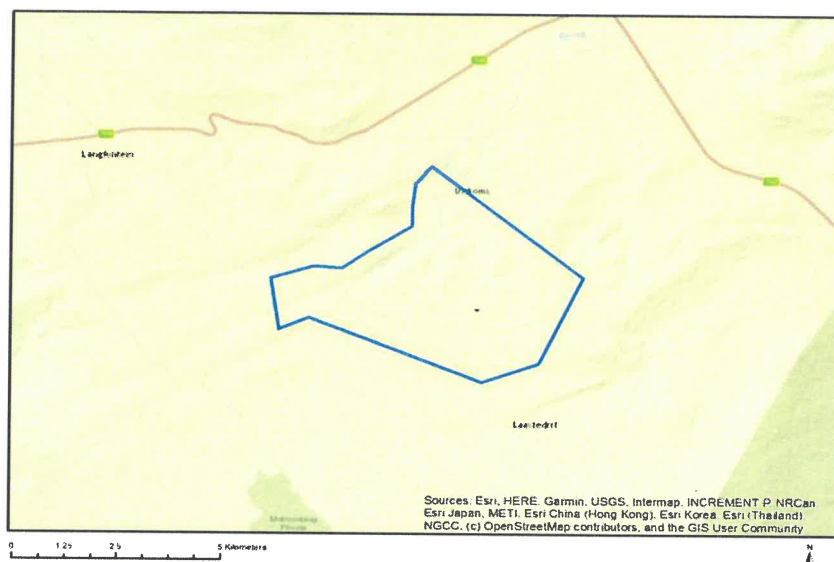 Langfontein
Laastedrif
Sources: Esri, HERE, Garmin, USGS, Intermap, INCREMENT P, NRCan,
Esri Japan, METI, Esri China (Hong Kong), Esri Korea, Esri (Thailand),
NGCC, (c) OpenStreetMap contributors, and the GIS User Community
0 1.25 2.5 5 Kilometers
N